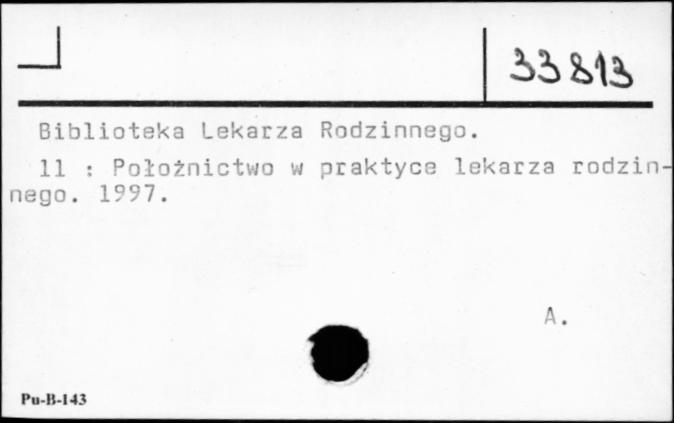 33813
Biblioteka Lekarza Rodzinnego.
11 : Położnictwo w praktyce lekarza rodzin-
nego. 1997.
A.
Pu-B-143